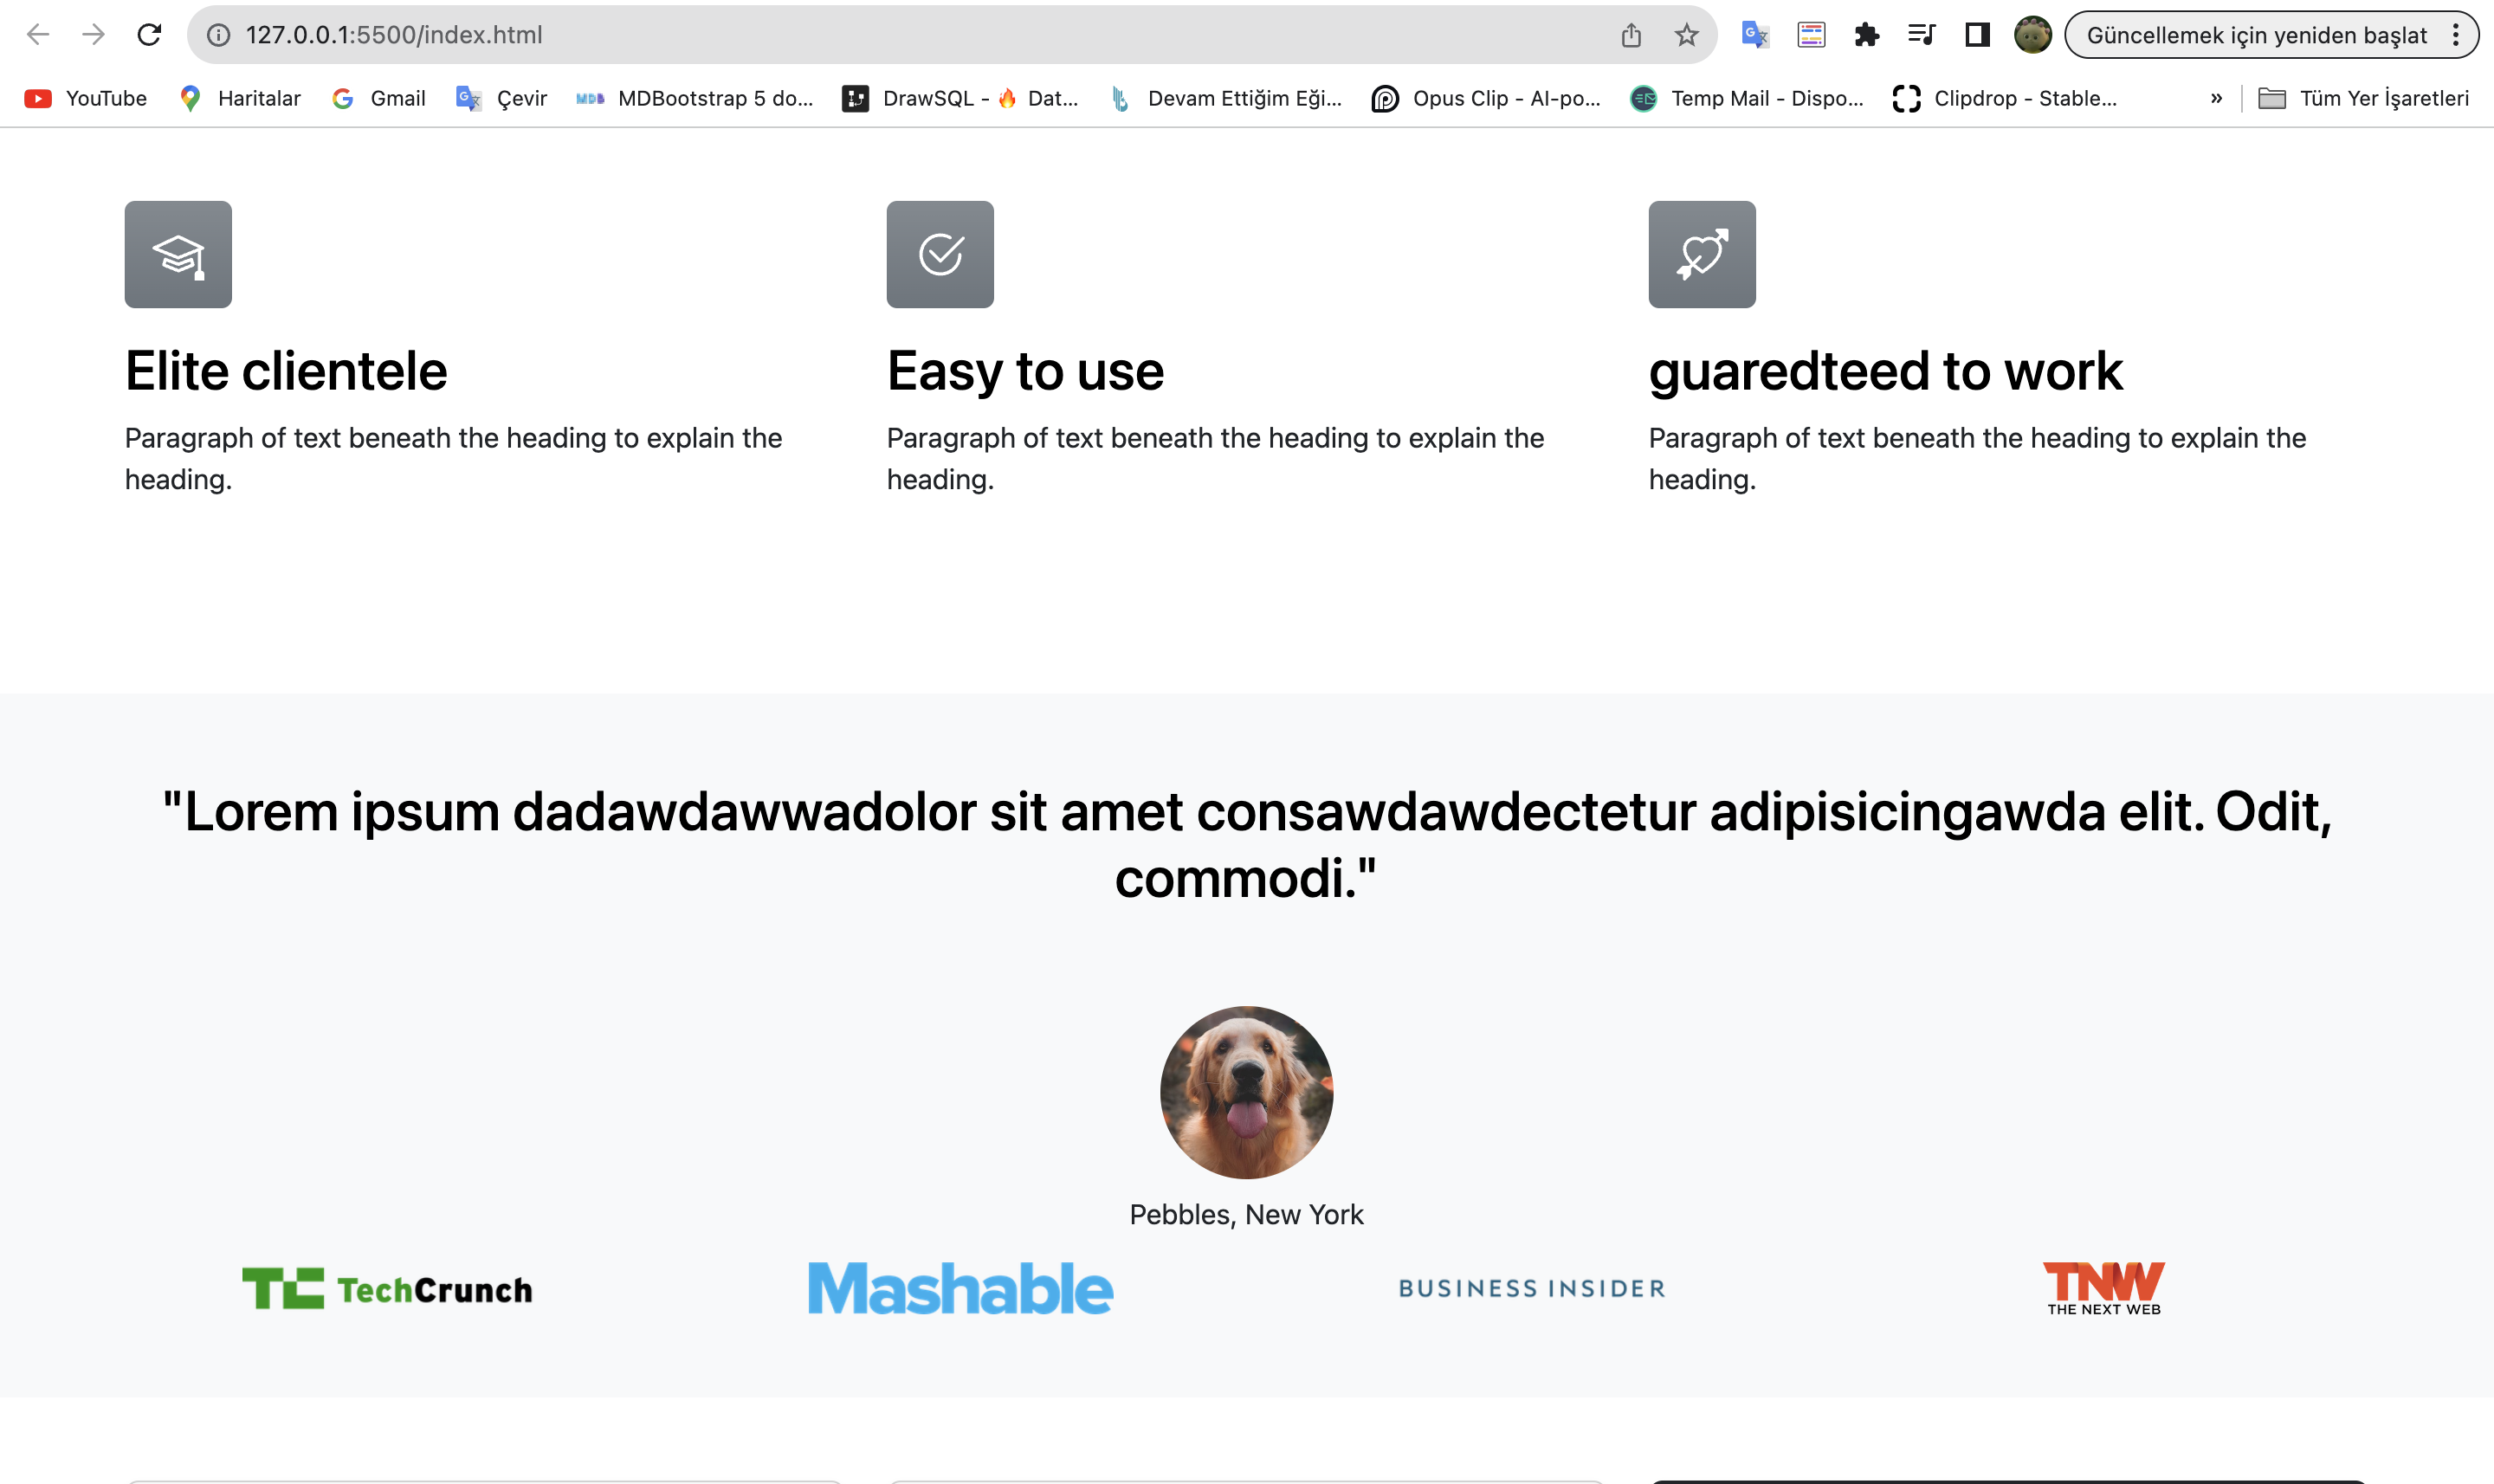 127.0.0.1:5500/index.html
Güncellemek için yeniden başlat
YouTube Haritalar Gmail Çevir MDB MDBootstrap 5 do... DrawSQL - 🔥 Dat... Devam Ettiğim Eği... Opus Clip - AI-po... Temp Mail - Dispo... Clipdrop - Stable... » Tüm Yer İşaretleri
Elite clientele
Paragraph of text beneath the heading to explain the
heading.
Easy to use
Paragraph of text beneath the heading to explain the
heading.
guaredteed to work
Paragraph of text beneath the heading to explain the
heading.
"Lorem ipsum dadawdawwadolor sit amet consawdawdectetur adipisicingawda elit. Odit,
commodi."
Pebbles, New York
TC TechCrunch
Mashable
BUSINESS INSIDER
TNW
THE NEXT WEB